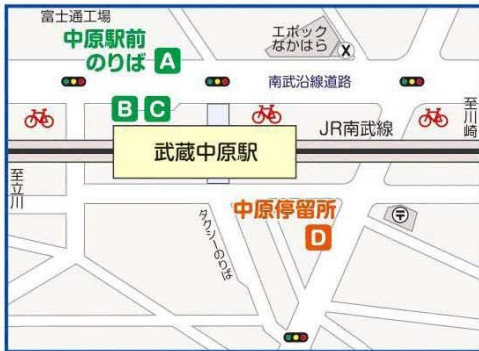 富士通工場
中原駅前
のりば A
エポック
なかはら
X
南武沿線道路
B C
JR南武線
至川崎
武蔵中原駅
至立川
中原停留所
D
タクシーのりば
〒